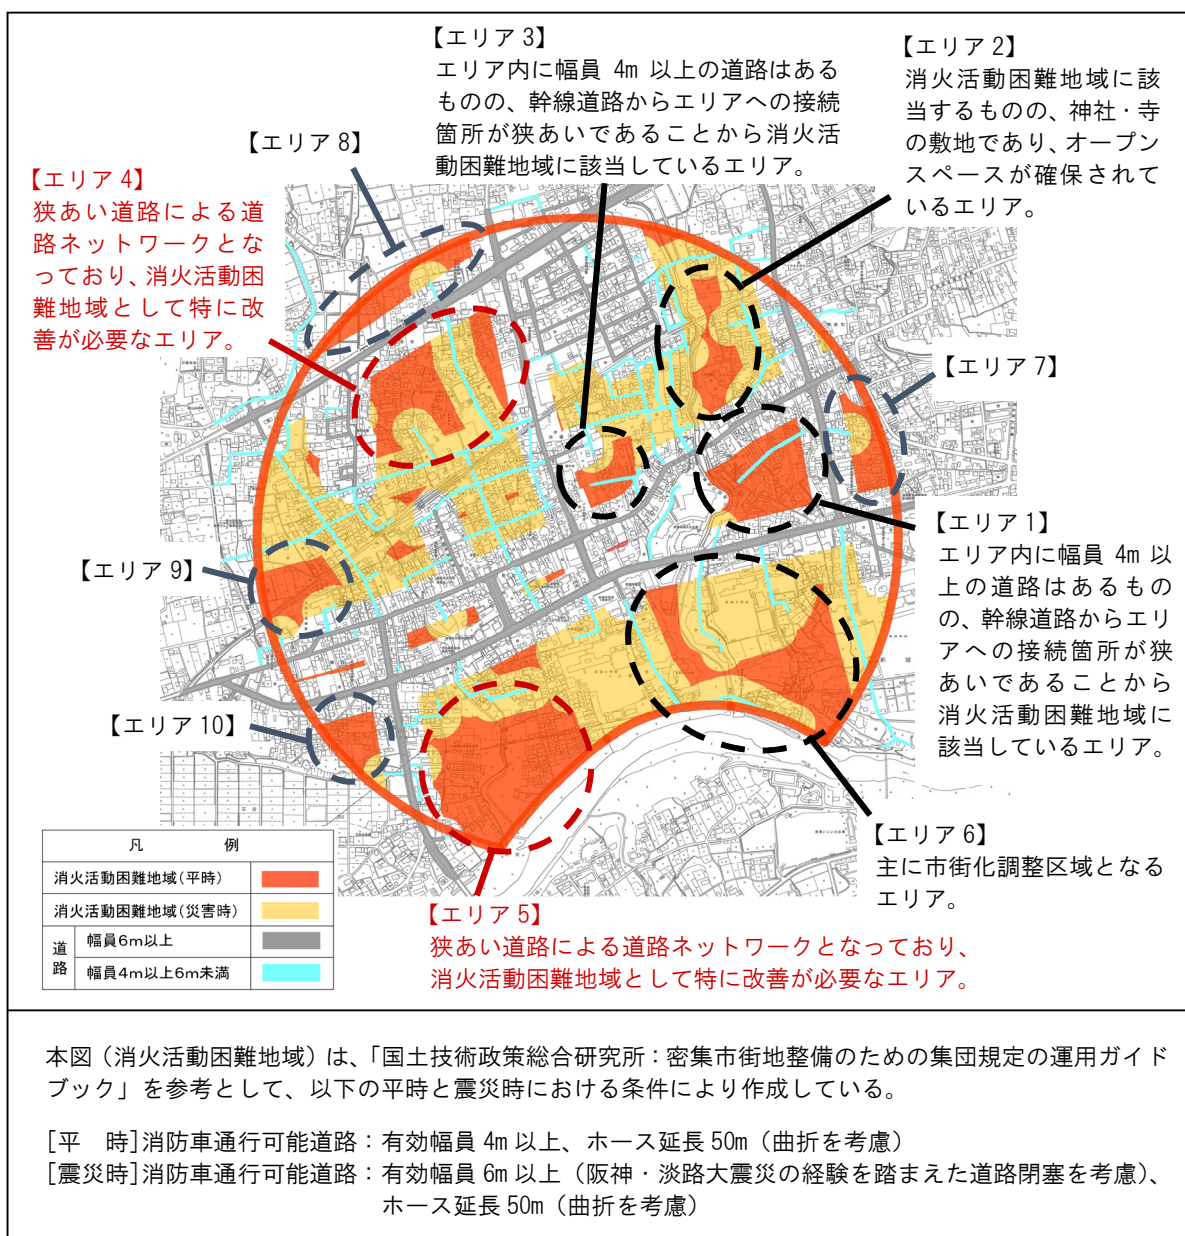 【エリア 3】
エリア内に幅員 4m 以上の道路はある
ものの、幹線道路からエリアへの接続
箇所が狭あいであることから消火活
動困難地域に該当しているエリア。
【エリア 2】
消火活動困難地域に該
当するものの、神社・寺
の敷地であり、オープン
スペースが確保されて
いるエリア。
【エリア 8】
【エリア 4】
狭あい道路による道
路ネットワークとな
っており、消火活動困
難地域として特に改
善が必要なエリア。
【エリア 7】
【エリア 1】
エリア内に幅員 4m 以
上の道路はあるもの
の、幹線道路からエリ
アへの接続箇所が狭
あいであることから
消火活動困難地域に
該当しているエリア。
【エリア 9】
【エリア 10】
【エリア 6】
主に市街化調整区域となる
エリア。
【エリア 5】
狭あい道路による道路ネットワークとなっており、
消火活動困難地域として特に改善が必要なエリア。
凡　例
消火活動困難地域(平時)
消火活動困難地域(災害時)
道路
幅員6m以上
幅員4m以上6m未満
本図（消火活動困難地域）は、「国土技術政策総合研究所：密集市街地整備のための集団規定の運用ガイド
ブック」を参考として、以下の平時と震災時における条件により作成している。
[平　時]消防車通行可能道路：有効幅員 4m 以上、ホース延長 50m（曲折を考慮）
[震災時]消防車通行可能道路：有効幅員 6m 以上（阪神・淡路大震災の経験を踏まえた道路閉塞を考慮）、
ホース延長 50m（曲折を考慮）